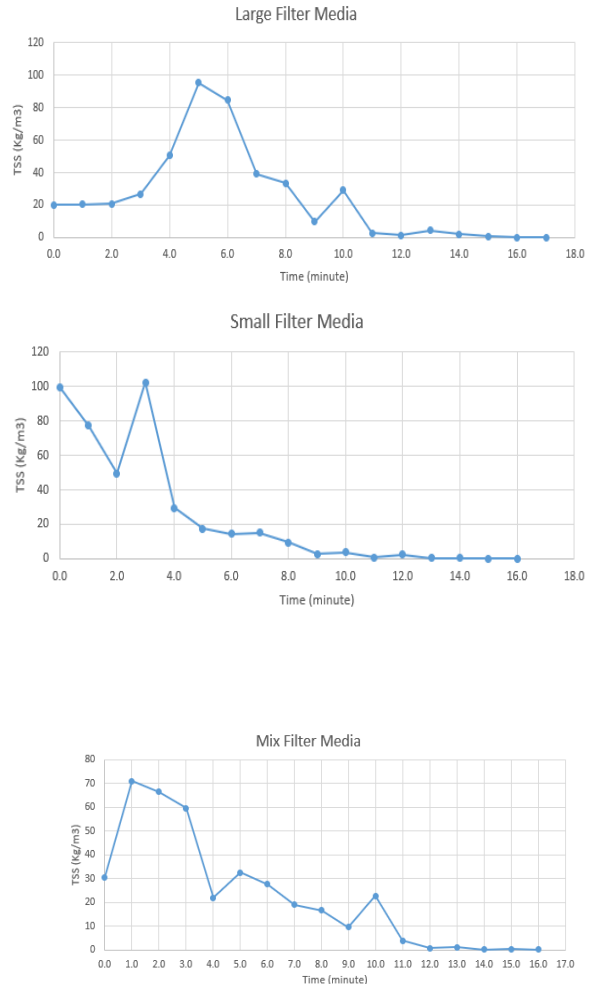 Large Filter Media
120
100
80
60
40
20
0
TSS (Kg/m3)
0.0 2.0 4.0 6.0 8.0 10.0 12.0 14.0 16.0 18.0
Time (minute)
Small Filter Media
120
100
80
60
40
20
0
TSS (Kg/m3)
0.0 2.0 4.0 6.0 8.0 10.0 12.0 14.0 16.0 18.0
Time (minute)
Mix Filter Media
80
70
60
50
40
30
20
10
0
TSS (Kg/m3)
0.0 1.0 2.0 3.0 4.0 5.0 6.0 7.0 8.0 9.0 10.0 11.0 12.0 13.0 14.0 15.0 16.0 17.0
Time (minute)